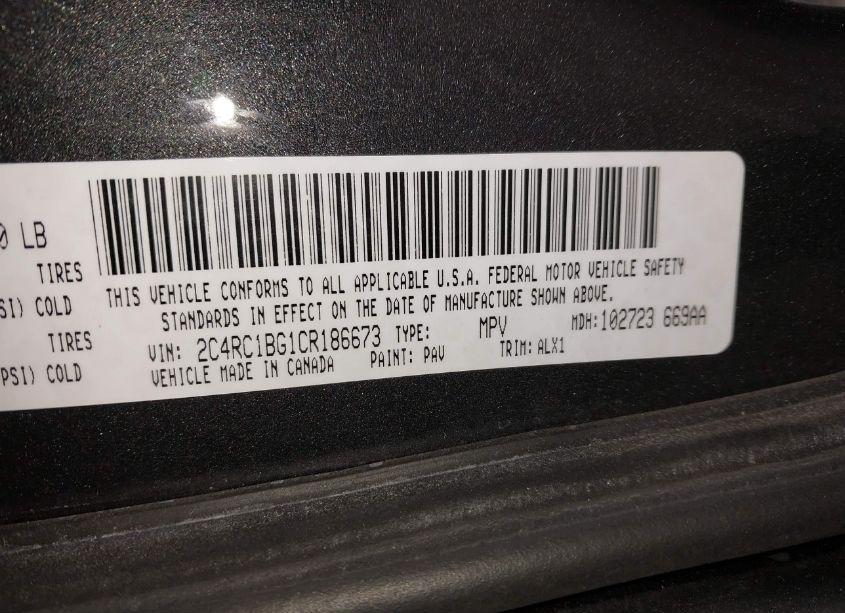 0 LB
TIRES
SI) COLD
TIRES
PSI) COLD
THIS VEHICLE CONFORMS TO ALL APPLICABLE U.S.A. FEDERAL MOTOR VEHICLE SAFETY
STANDARDS IN EFFECT ON THE DATE OF MANUFACTURE SHOWN ABOVE.
VIN: 2C4RC1BG1CR186673 TYPE: MPV MDH:102723 669AA
VEHICLE MADE IN CANADA PAINT: PAV TRIM:ALX1